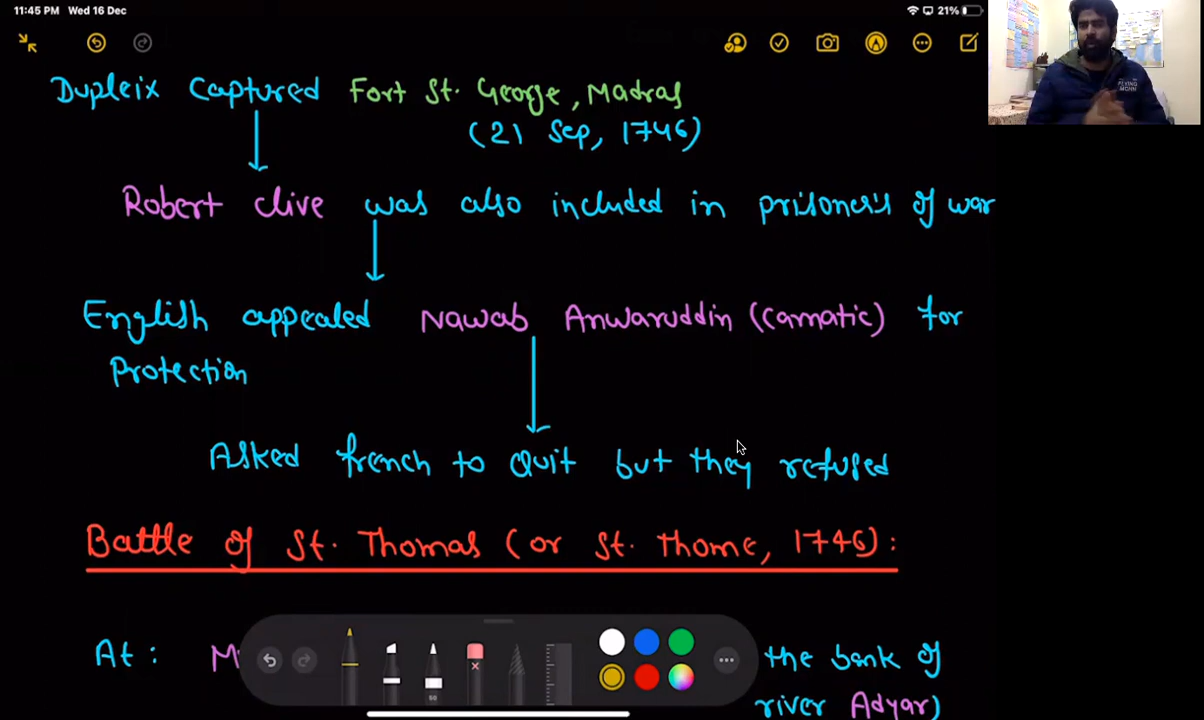 11:45 PM Wed 16 Dec 21%
Dupleix Captured Fort St. George, Madras
(21 Sep, 1746)
Robert clive was also included in prisoner's of war
English appealed Nawab Anwaruddin (Carnatic) for
Protection
Asked french to Quit but they refused
Battle of St. Thomas (or St. Thome, 1746) :
At : M the bank of
river Adyar)
FLYING